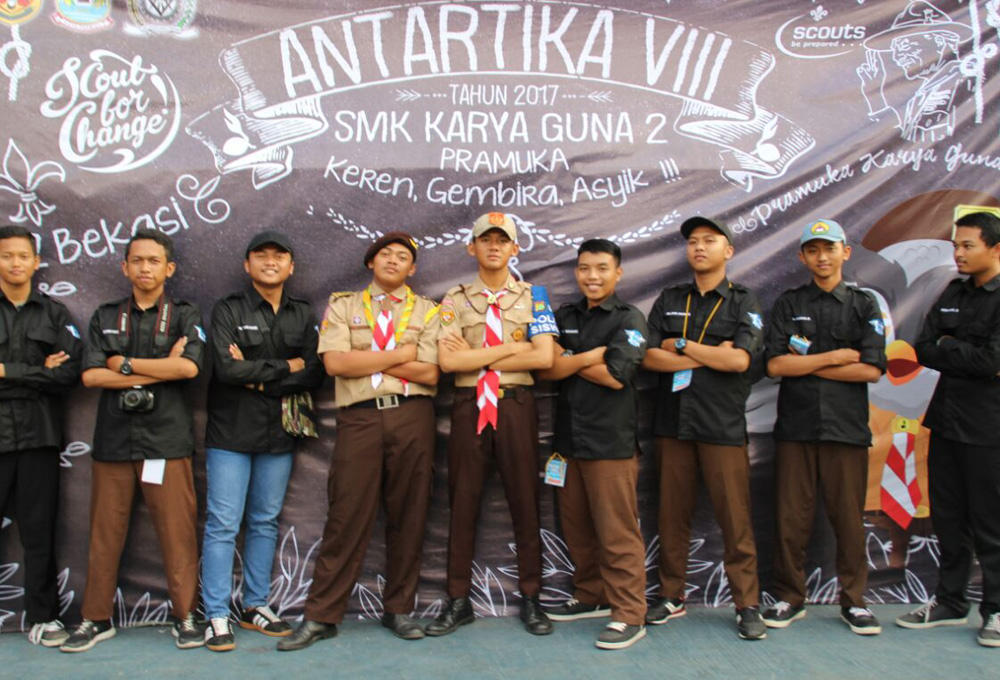 ANTARTIKA VIII
TAHUN 2017
SMK KARYA GUNA 2
PRAMUKA
Keren, Gembira, Asyik !!!
Scout
for
Change
scouts
be prepared...
Pramuka Karya Guna
Bekasi